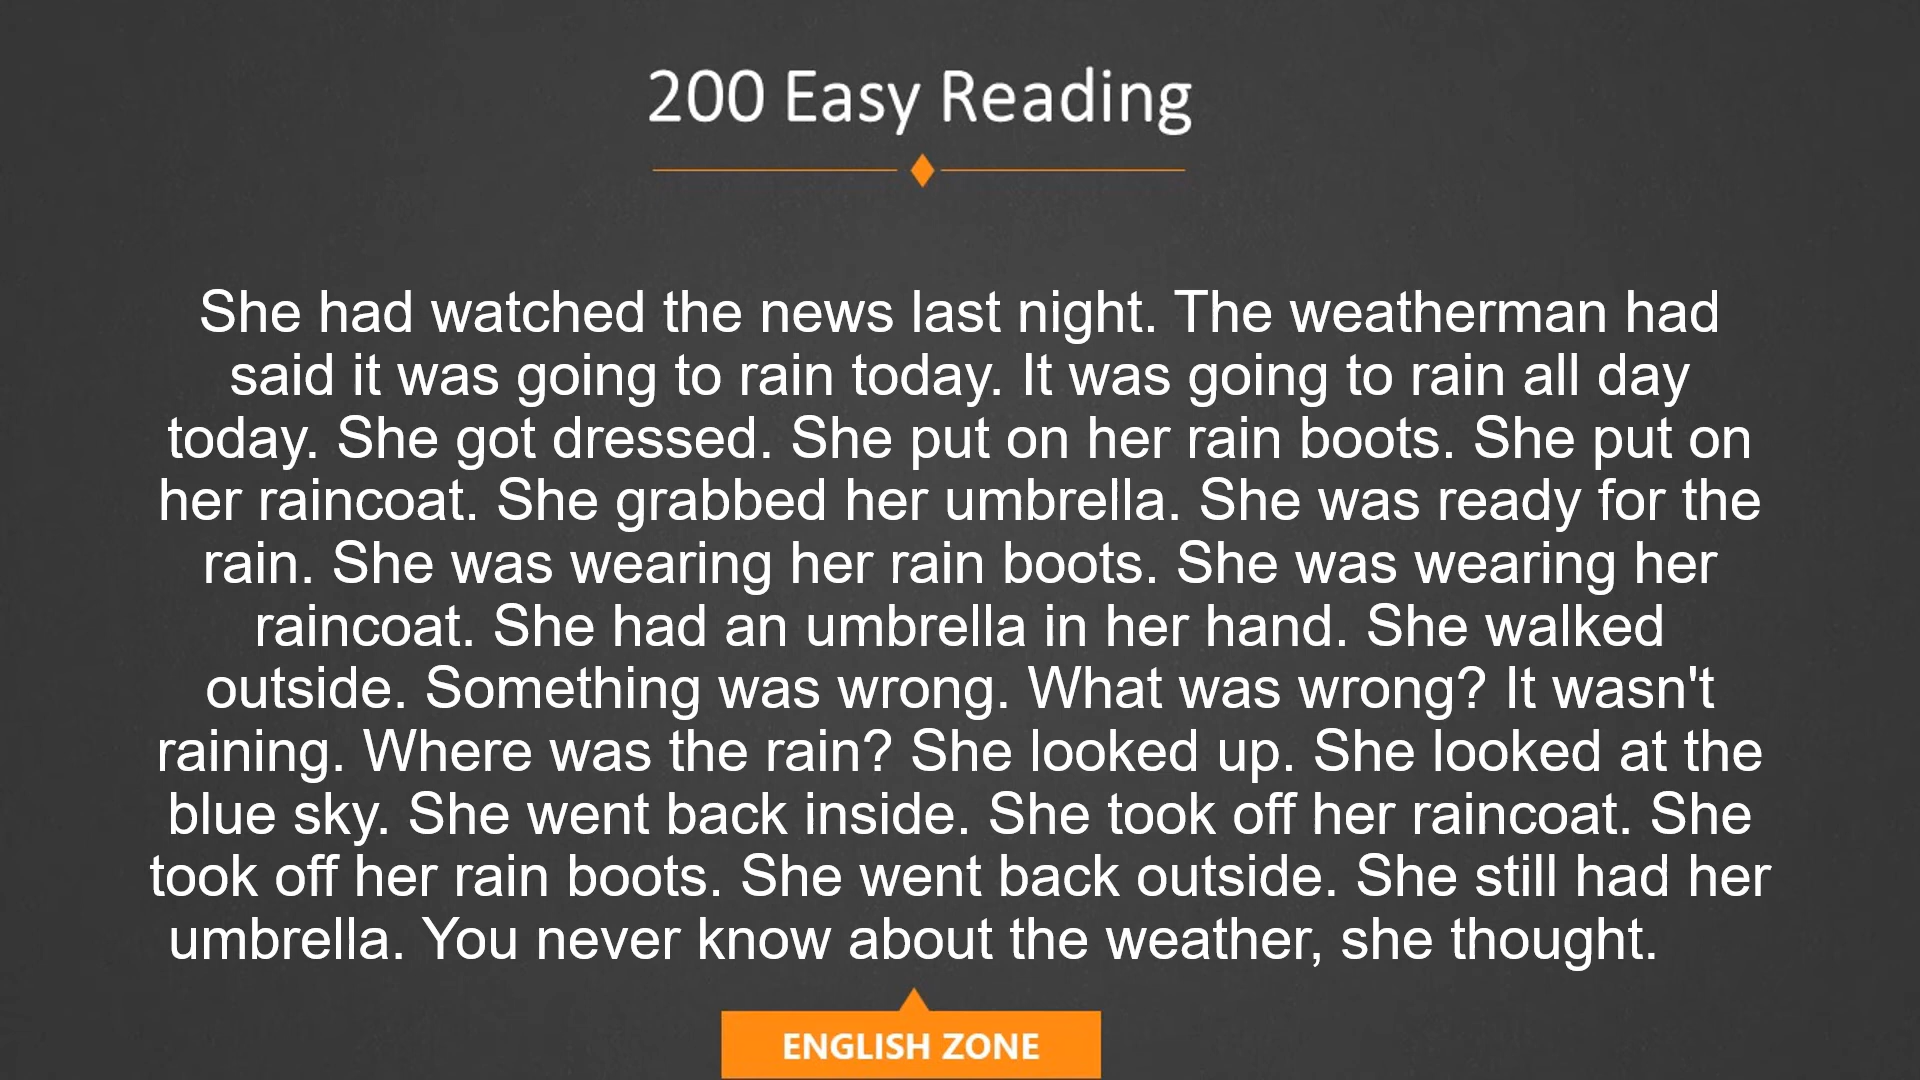 200 Easy Reading
She had watched the news last night. The weatherman had
said it was going to rain today. It was going to rain all day
today. She got dressed. She put on her rain boots. She put on
her raincoat. She grabbed her umbrella. She was ready for the
rain. She was wearing her rain boots. She was wearing her
raincoat. She had an umbrella in her hand. She walked
outside. Something was wrong. What was wrong? It wasn't
raining. Where was the rain? She looked up. She looked at the
blue sky. She went back inside. She took off her raincoat. She
took off her rain boots. She went back outside. She still had her
umbrella. You never know about the weather, she thought.
ENGLISH ZONE